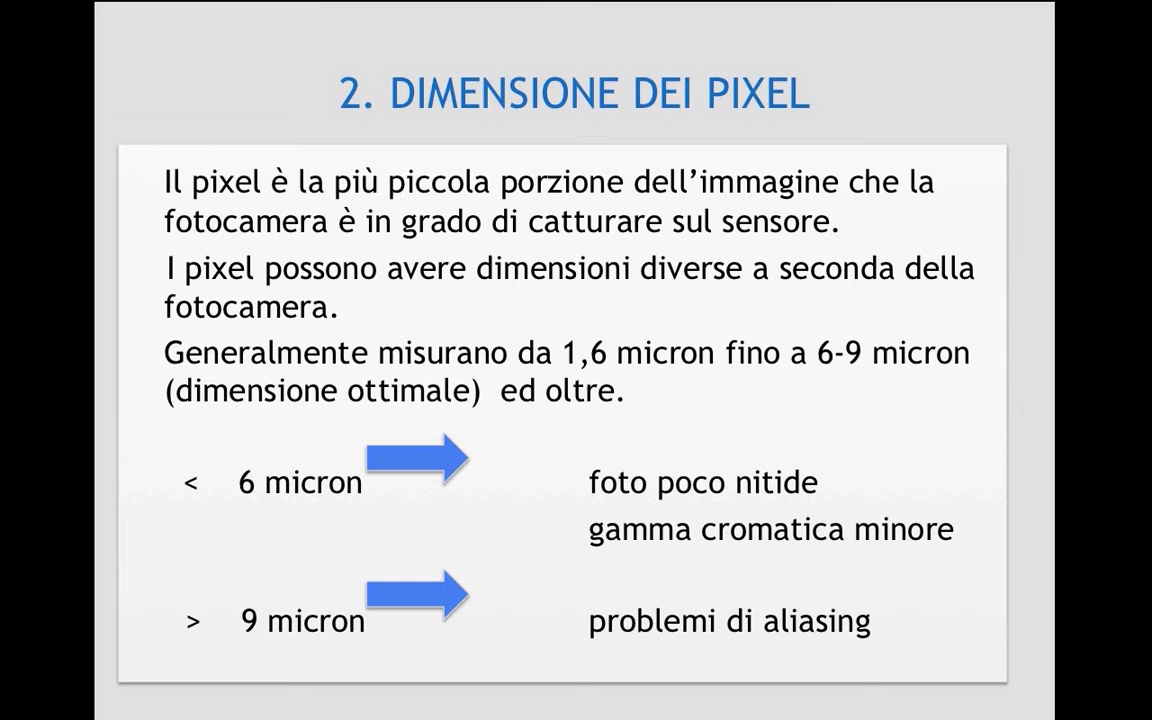 2. DIMENSIONE DEI PIXEL
Il pixel è la più piccola porzione dell’immagine che la
fotocamera è in grado di catturare sul sensore.
I pixel possono avere dimensioni diverse a seconda della
fotocamera.
Generalmente misurano da 1,6 micron fino a 6-9 micron
(dimensione ottimale) ed oltre.
< 6 micron foto poco nitide
gamma cromatica minore
> 9 micron problemi di aliasing